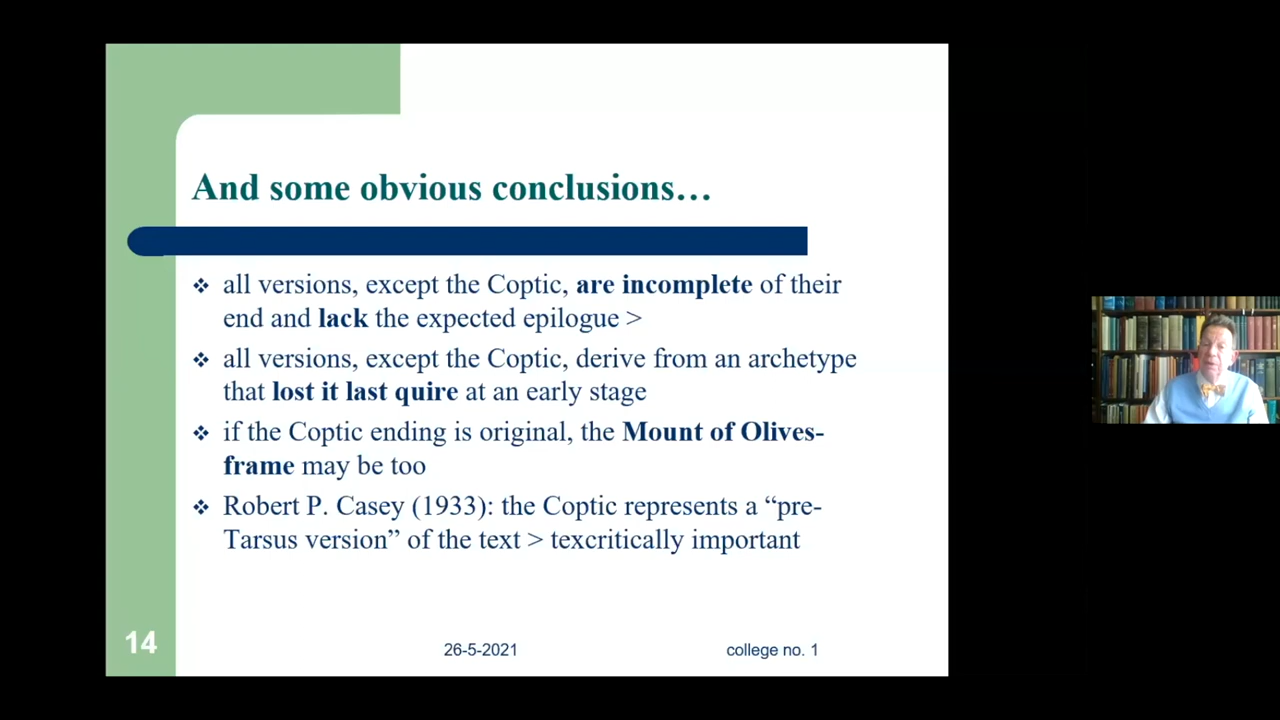 And some obvious conclusions…
❖ all versions, except the Coptic, are incomplete of their
end and lack the expected epilogue >
❖ all versions, except the Coptic, derive from an archetype
that lost it last quire at an early stage
❖ if the Coptic ending is original, the Mount of Olives-
frame may be too
❖ Robert P. Casey (1933): the Coptic represents a “pre-
Tarsus version” of the text > texcritically important
14
26-5-2021
college no. 1